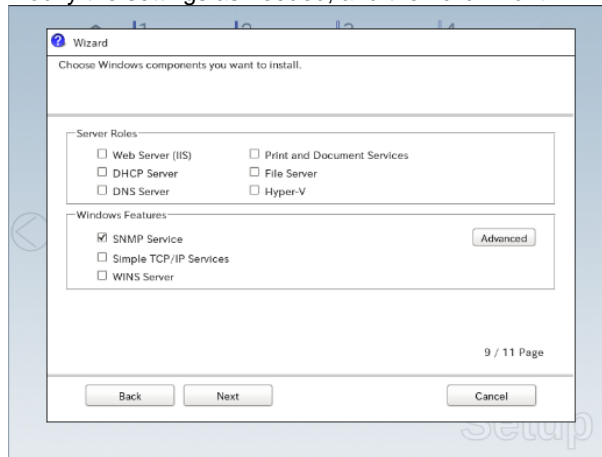 Wizard
Choose Windows components you want to install.
Server Roles
Web Server (IIS) Print and Document Services
DHCP Server File Server
DNS Server Hyper-V
Windows Features
SNMP Service Advanced
Simple TCP/IP Services
WINS Server
9 / 11 Page
Back Next Cancel
Setup